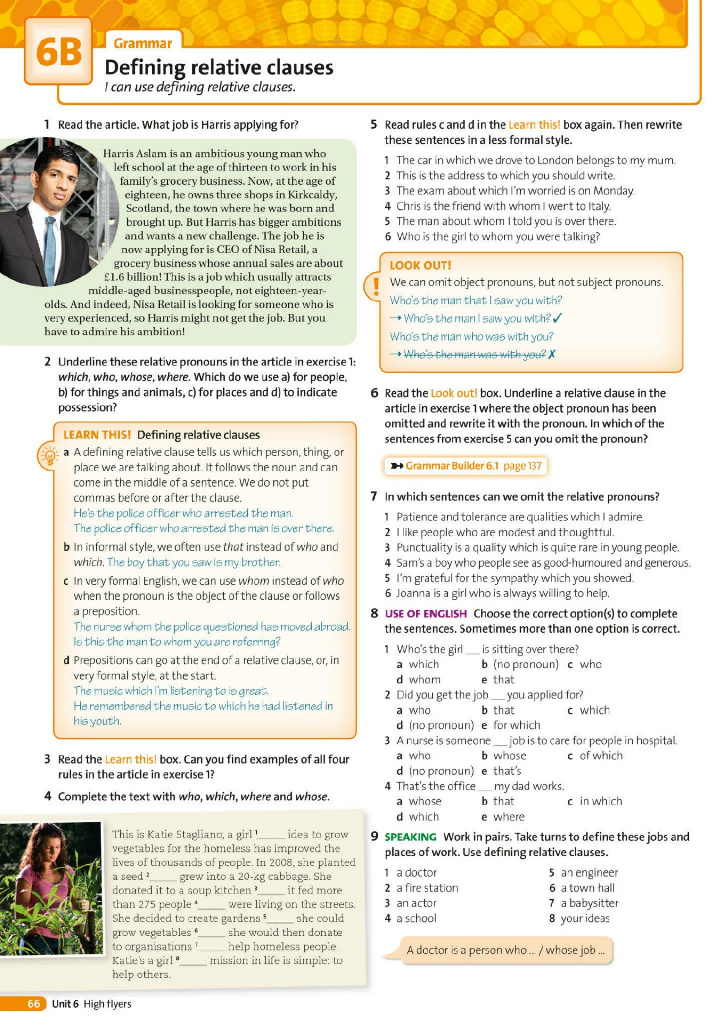 6B
Grammar
Defining relative clauses
I can use defining relative clauses.
1 Read the article. What job is Harris applying for?
Harris Aslam is an ambitious young man who
left school at the age of thirteen to work in his
family's grocery business. Now, at the age of
eighteen, he owns three shops in Kirkcaldy,
Scotland, the town where he was born and
brought up. But Harris has bigger ambitions
and wants a new challenge. The job he is
now applying for is CEO of Nisa Retail, a
grocery business whose annual sales are about
£1.6 billion! This is a job which usually attracts
middle-aged businesspeople, not eighteen-year-
olds. And indeed, Nisa Retail is looking for someone who is
very experienced, so Harris might not get the job. But you
have to admire his ambition!
2 Underline these relative pronouns in the article in exercise 1:
which, who, whose, where. Which do we use a) for people,
b) for things and animals, c) for places and d) to indicate
possession?
LEARN THIS! Defining relative clauses
a A defining relative clause tells us which person, thing, or
place we are talking about. It follows the noun and can
come in the middle of a sentence. We do not put
commas before or after the clause.
He's the police officer who arrested the man.
The police officer who arrested the man is over there.
b In informal style, we often use that instead of who and
which. The boy that you saw is my brother.
c In very formal English, we can use whom instead of who
when the pronoun is the object of the clause or follows
a preposition.
The nurse whom the police questioned has moved abroad.
Is this the man to whom you are referring?
d Prepositions can go at the end of a relative clause, or, in
very formal style, at the start.
The music which I'm listening to is great.
He remembered the music to which he had listened in
his youth.
3 Read the Learn this! box. Can you find examples of all four
rules in the article in exercise 1?
4 Complete the text with who, which, where and whose.
This is Katie Stagliano, a girl 1_____ idea to grow
vegetables for the homeless has improved the
lives of thousands of people. In 2008, she planted
a seed 2_____ grew into a 20-kg cabbage. She
donated it to a soup kitchen 3_____ it fed more
than 275 people 4_____ were living on the streets.
She decided to create gardens 5_____ she could
grow vegetables 6_____ she would then donate
to organisations 7_____ help homeless people.
Katie's a girl 8_____ mission in life is simple: to
help others.
66 Unit 6 High flyers
5 Read rules c and d in the Learn this! box again. Then rewrite
these sentences in a less formal style.
1 The car in which we drove to London belongs to my mum.
2 This is the address to which you should write.
3 The exam about which I'm worried is on Monday.
4 Chris is the friend with whom I went to Italy.
5 The man about whom I told you is over there.
6 Who is the girl to whom you were talking?
LOOK OUT!
! We can omit object pronouns, but not subject pronouns.
Who's the man that I saw you with?
→ Who's the man I saw you with? ✓
Who's the man who was with you?
→ Who's the man was with you? ✗
6 Read the Look out! box. Underline a relative clause in the
article in exercise 1 where the object pronoun has been
omitted and rewrite it with the pronoun. In which of the
sentences from exercise 5 can you omit the pronoun?
Grammar Builder 6.1 page 137
7 In which sentences can we omit the relative pronouns?
1 Patience and tolerance are qualities which I admire.
2 I like people who are modest and thoughtful.
3 Punctuality is a quality which is quite rare in young people.
4 Sam's a boy who people see as good-humoured and generous.
5 I'm grateful for the sympathy which you showed.
6 Joanna is a girl who is always willing to help.
8 USE OF ENGLISH Choose the correct option(s) to complete
the sentences. Sometimes more than one option is correct.
1 Who's the girl __ is sitting over there?
a which b (no pronoun) c who
d whom e that
2 Did you get the job __ you applied for?
a who b that c which
d (no pronoun) e for which
3 A nurse is someone __ job is to care for people in hospital.
a who b whose c of which
d (no pronoun) e that's
4 That's the office __ my dad works.
a whose b that c in which
d which e where
9 SPEAKING Work in pairs. Take turns to define these jobs and
places of work. Use defining relative clauses.
1 a doctor 5 an engineer
2 a fire station 6 a town hall
3 an actor 7 a babysitter
4 a school 8 your ideas
A doctor is a person who ... / whose job ...